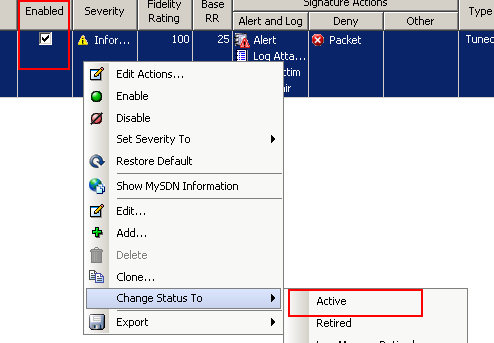 Signature Actions
Enabled Severity Fidelity Rating Base RR Alert and Log Deny Other Type
Infor... 100 25 Alert Packet Tuned
Log Atta...
Edit Actions...
Enable
Disable
Set Severity To
Restore Default
Show MySDN Information
Edit...
Add...
Delete
Clone...
Change Status To
Active
Export
Retired